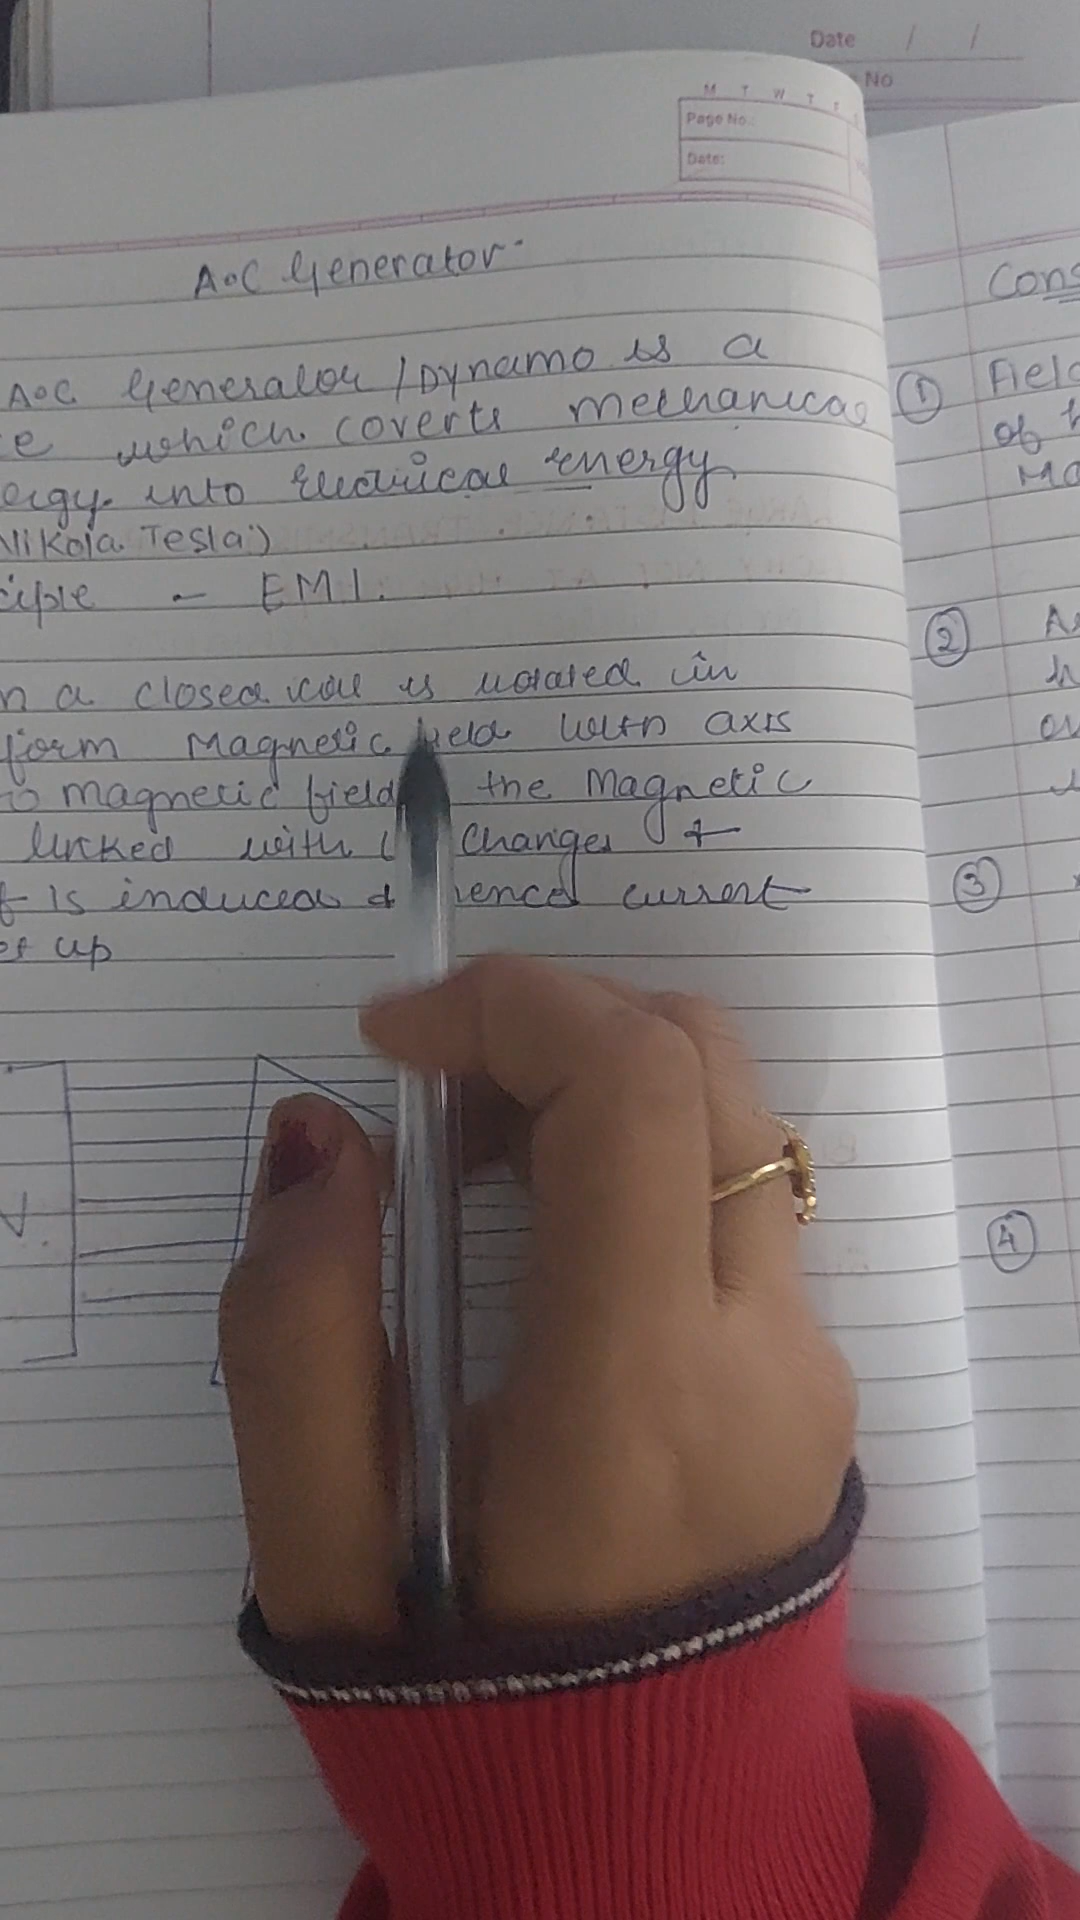 Date / /
No
M T W T F S
Page No.:
Date:
A.C Generator.
A.C Generator / Dynamo is a
e which coverts mechanical
ergy. into electrical energy
Nikola Tesla)
ciple - EMI.
n a closed coil is rotated in
form Magnetic field with axis
to magnetic field the Magnetic
linked with changes +
f is induced & hence current
et up
Cons
① Field
of h
Ma
②
③
④